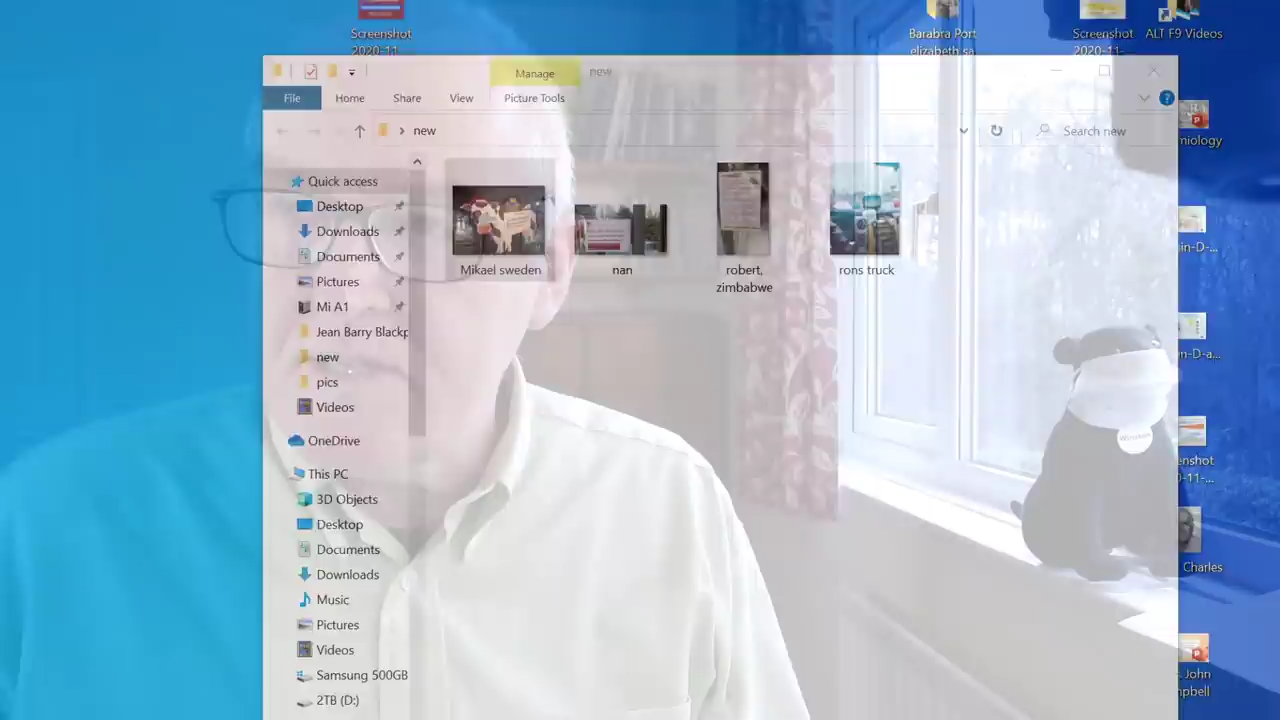 Screenshot
2020-11-...
Barabra Port
elizabeth sa
Screenshot
2020-11-...
ALT F9 Videos
Manage
new
File
Home
Share
View
Picture Tools
new
Search new
Quick access
Desktop
Downloads
Documents
Pictures
Mi A1
Jean Barry Blackp
new
pics
Videos
OneDrive
This PC
3D Objects
Desktop
Documents
Downloads
Music
Pictures
Videos
Samsung 500GB
2TB (D:)
Mikael sweden
nan
robert,
zimbabwe
rons truck
miology
in-D-...
n-D-a...
enshot
0-11-...
Charles
. John
mpbell